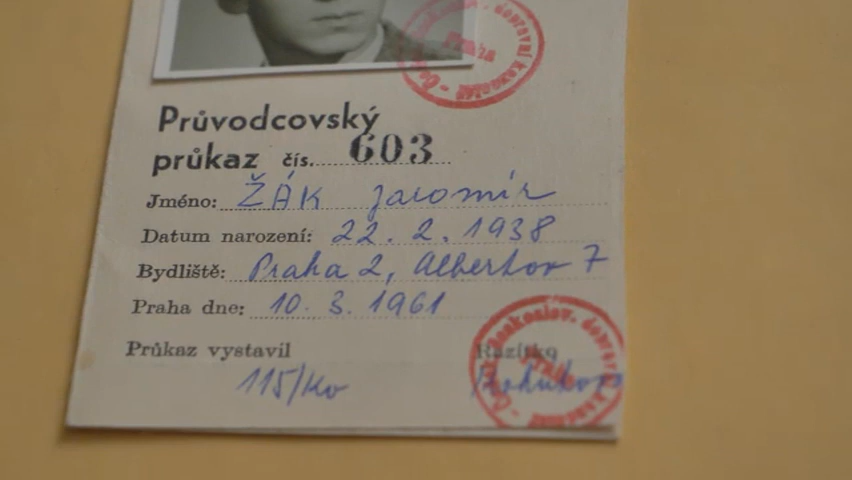 Průvodcovský
průkaz čís. 603
Jméno: ŽÁK Jaromír
Datum narození: 22. 2. 1938
Bydliště: Praha 2, Albertov 7
Praha dne: 10. 3. 1961
Průkaz vystavil Razítko
115/Ko